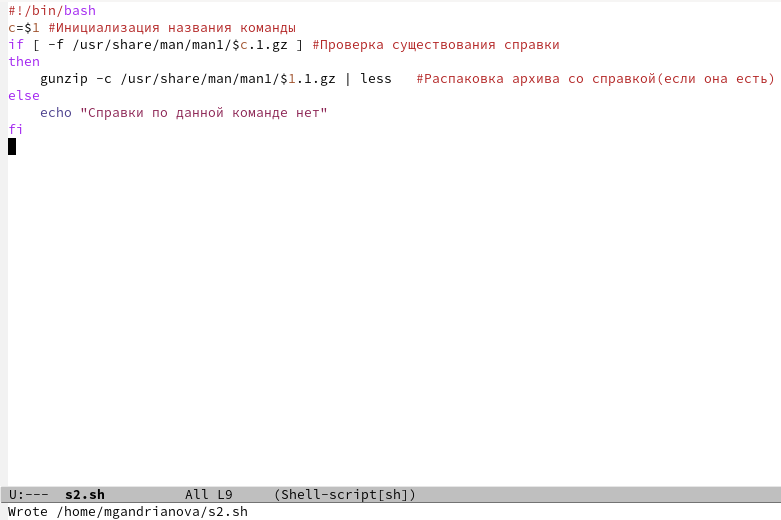 #!/bin/bash
c=$1 #Инициализация названия команды
if [ -f /usr/share/man/man1/$c.1.gz ] #Проверка существования справки
then
    gunzip -c /usr/share/man/man1/$1.1.gz | less   #Распаковка архива со справкой(если она есть)
else
    echo "Справки по данной команде нет"
fi
U:---  s2.sh          All L9     (Shell-script[sh])
Wrote /home/mgandrianova/s2.sh